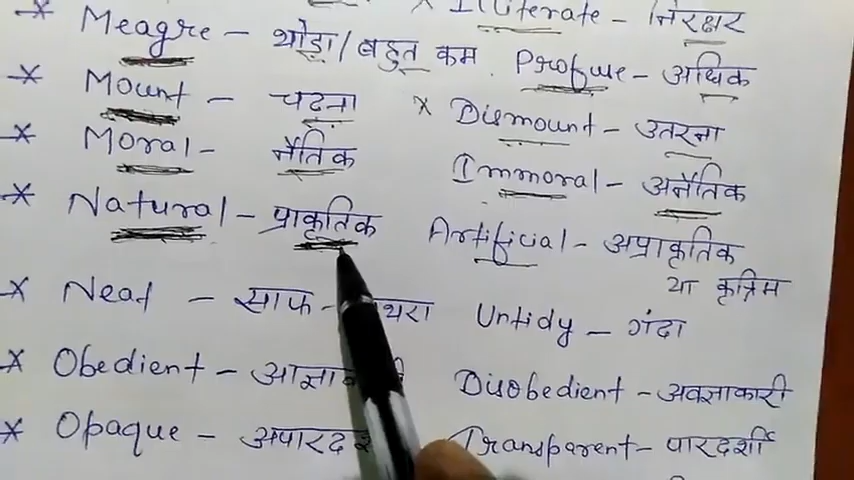 Illiterate - निरक्षर
* Meagre - थोड़ा/बहुत कम. Profuse - अधिक
* Mount - चढना × Dismount - उतरना
* Moral - नैतिक Immoral - अनैतिक
* Natural - प्राकृतिक Artificial - अप्राकृतिक
या कृत्रिम
* Neat - साफ - Untidy - गंदा
* Obedient - Disobedient - अवज्ञाकारी
* Opaque - Transparent - पारदर्शी